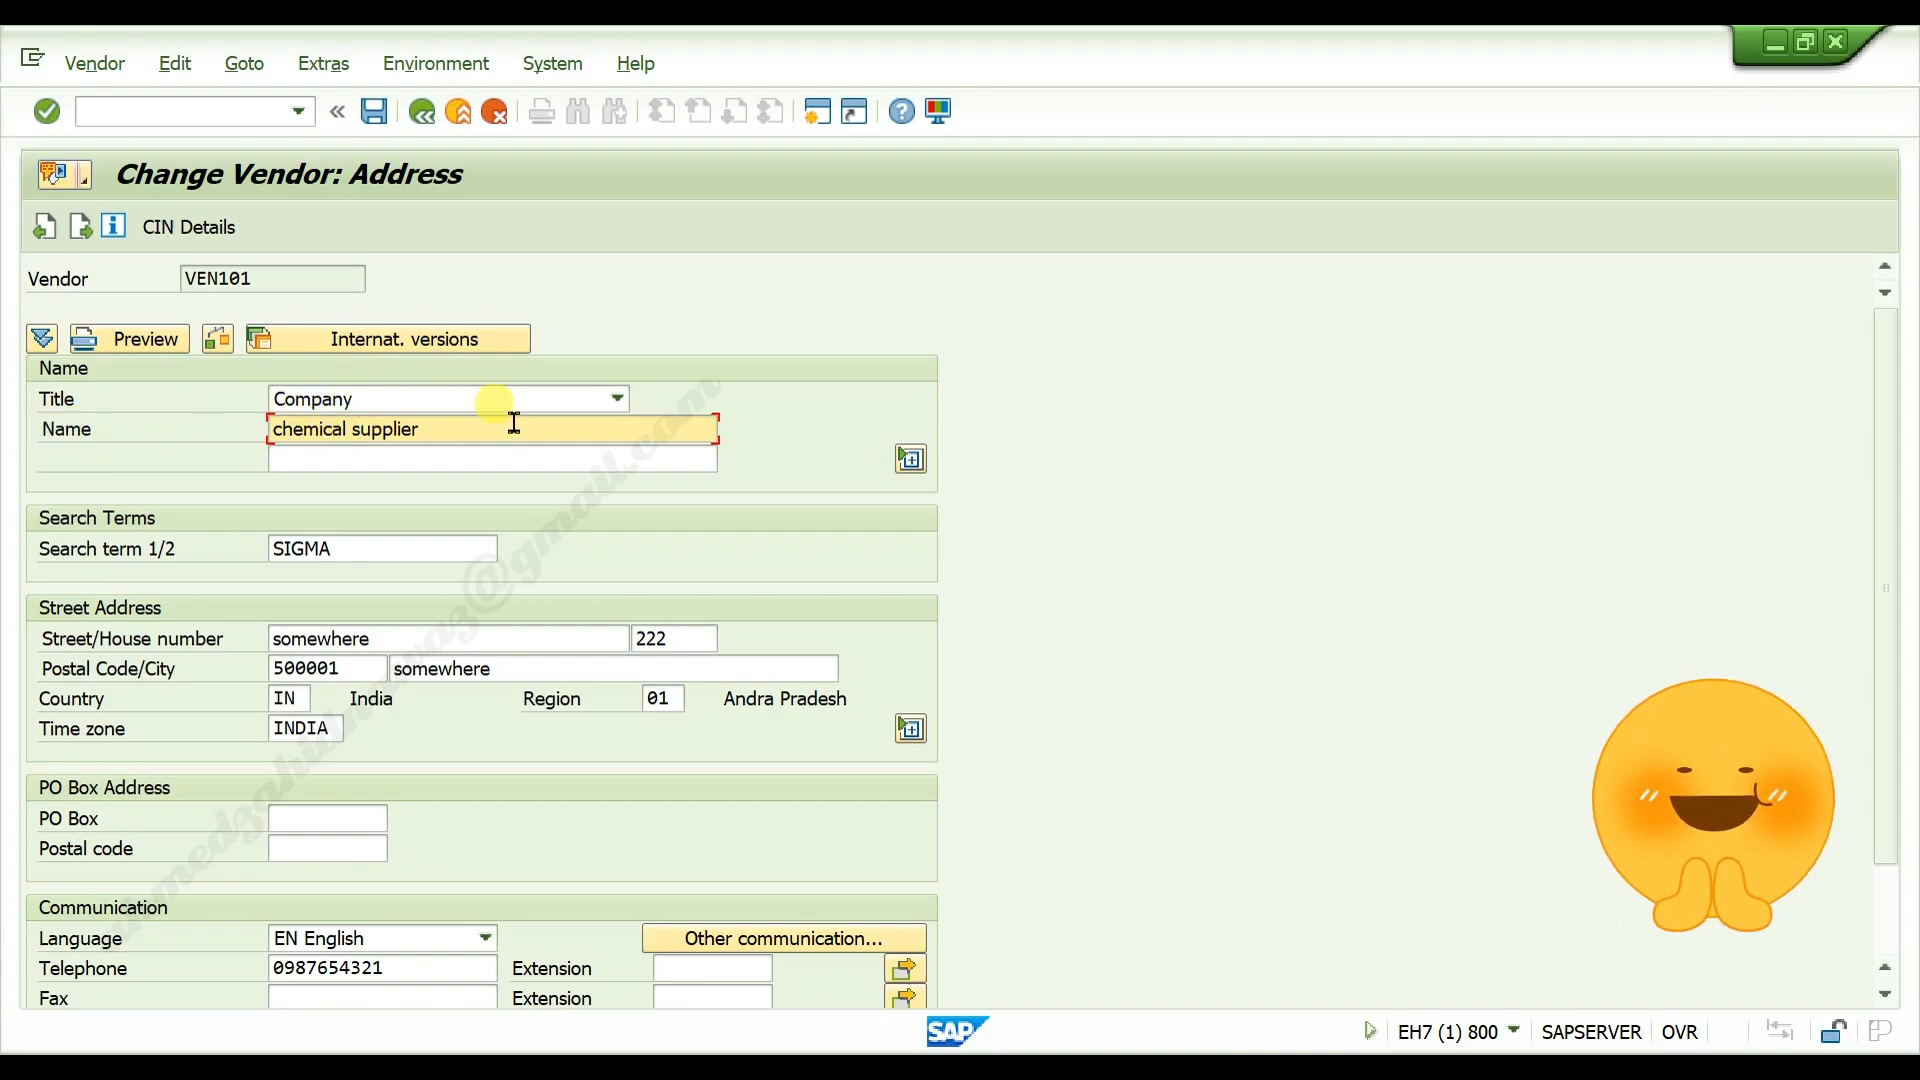 Vendor Edit Goto Extras Environment System Help
Change Vendor: Address
CIN Details
Vendor VEN101
Preview Internat. versions
Name
Title Company
Name chemical supplier
Search Terms
Search term 1/2 SIGMA
Street Address
Street/House number somewhere 222
Postal Code/City 500001 somewhere
Country IN India Region 01 Andra Pradesh
Time zone INDIA
PO Box Address
PO Box
Postal code
Communication
Language EN English Other communication...
Telephone 0987654321 Extension
Fax Extension
SAP EH7 (1) 800 SAPSERVER OVR